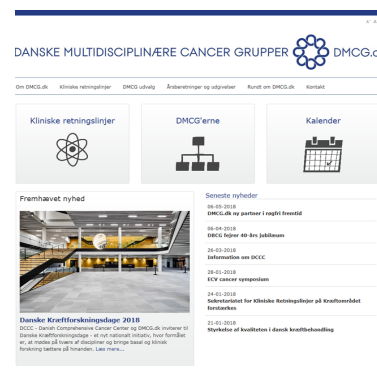 DANSKE MULTIDISCIPLINÆRE CANCER GRUPPER DMCG.
Om DMCG.dk Kliniske retningslinjer DMCG udvalg Årsberetninger og udgivelser Rundt om DMCG.dk Kontakt
Kliniske retningslinjer
DMCG'erne
Kalender
Fremhævet nyhed
Danske Kræftforskningsdage 2018
DCCC - Danish Comprehensive Cancer Center og DMCG.dk inviterer til
Danske Kræftforskningsdage - et nyt nationalt initiativ, hvor formålet
er, at mødes på tværs af discipliner og bringe basal og klinisk
forskning tættere på hinanden. Læs mere...
Seneste nyheder
06-05-2018
DMCG.dk ny partner i røgfri fremtid
06-04-2018
DBCG fejrer 40-års jubilæum
26-03-2018
Information om DCCC
28-01-2018
ECV cancer symposium
24-01-2018
Sekretariatet for Kliniske Retningslinjer på Kræftområdet
forstærkes
21-01-2018
Styrkelse af kvaliteten i dansk kræftbehandling